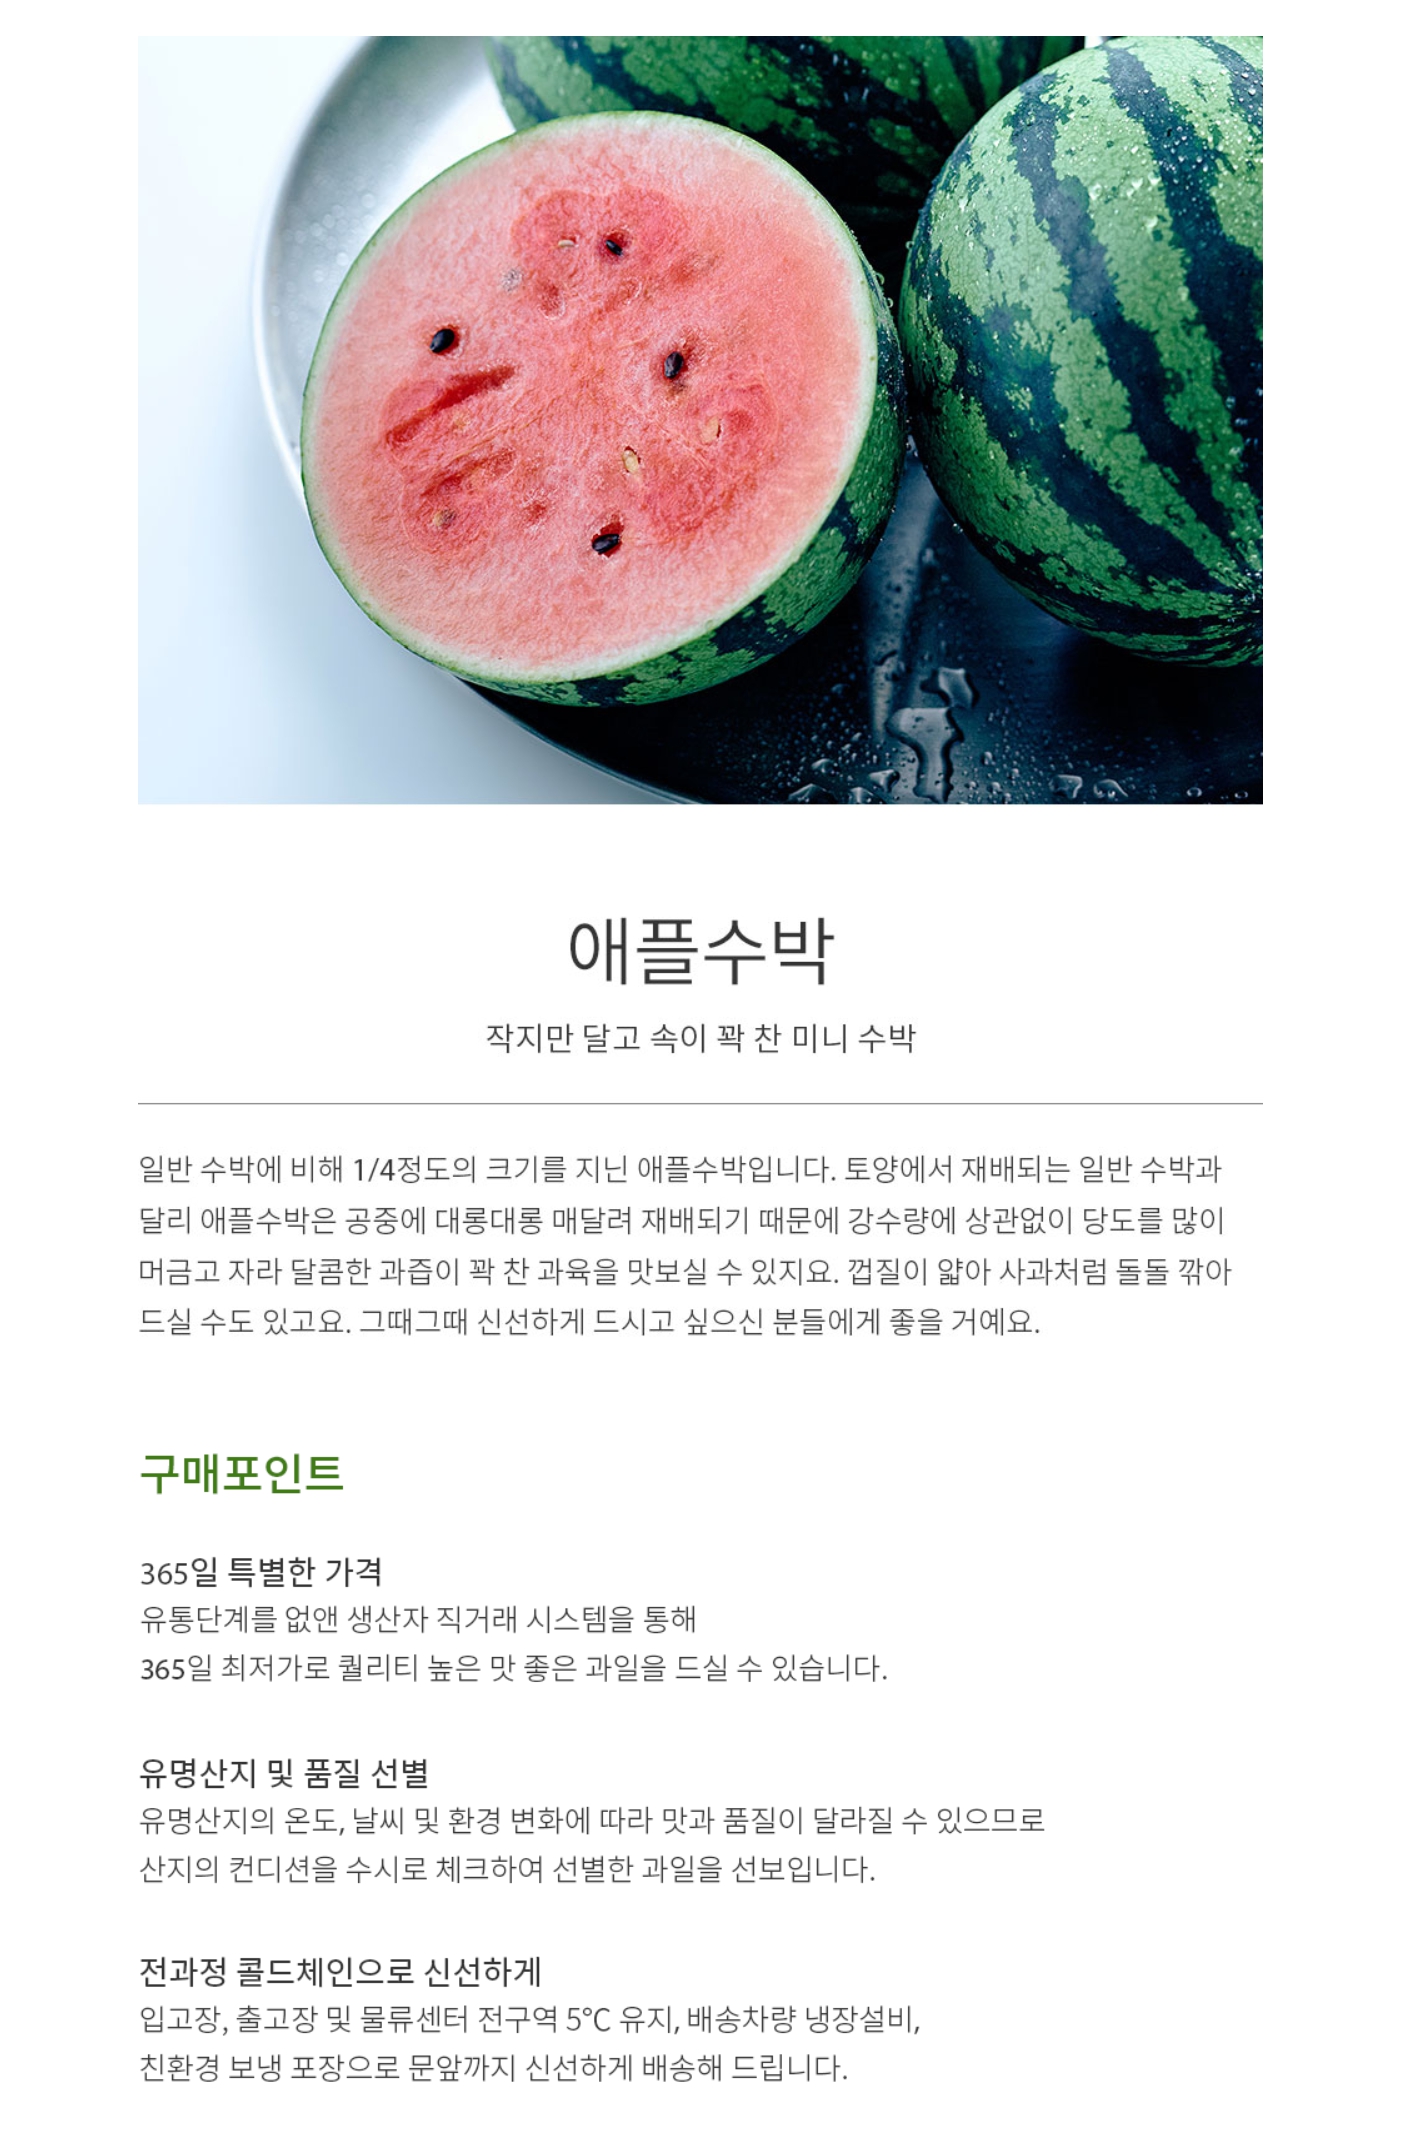 애플수박
작지만 달고 속이 꽉 찬 미니 수박
일반 수박에 비해 1/4정도의 크기를 지닌 애플수박입니다. 토양에서 재배되는 일반 수박과
달리 애플수박은 공중에 대롱대롱 매달려 재배되기 때문에 강수량에 상관없이 당도를 많이
머금고 자라 달콤한 과즙이 꽉 찬 과육을 맛보실 수 있지요. 껍질이 얇아 사과처럼 돌돌 깎아
드실 수도 있고요. 그때그때 신선하게 드시고 싶으신 분들에게 좋을 거예요.
구매포인트
365일 특별한 가격
유통단계를 없앤 생산자 직거래 시스템을 통해
365일 최저가로 퀄리티 높은 맛 좋은 과일을 드실 수 있습니다.
유명산지 및 품질 선별
유명산지의 온도, 날씨 및 환경 변화에 따라 맛과 품질이 달라질 수 있으므로
산지의 컨디션을 수시로 체크하여 선별한 과일을 선보입니다.
전과정 콜드체인으로 신선하게
입고장, 출고장 및 물류센터 전구역 5℃ 유지, 배송차량 냉장설비,
친환경 보냉 포장으로 문앞까지 신선하게 배송해 드립니다.